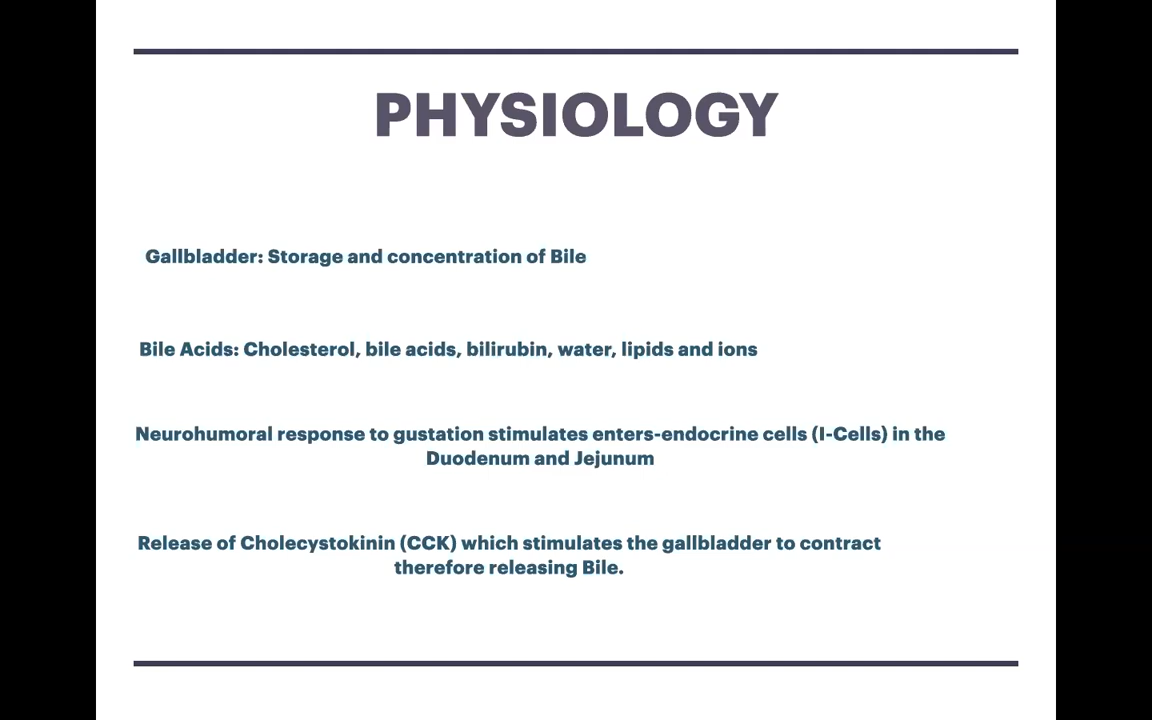 PHYSIOLOGY
Gallbladder: Storage and concentration of Bile
Bile Acids: Cholesterol, bile acids, bilirubin, water, lipids and ions
Neurohumoral response to gustation stimulates enters-endocrine cells (I-Cells) in the
Duodenum and Jejunum
Release of Cholecystokinin (CCK) which stimulates the gallbladder to contract
therefore releasing Bile.